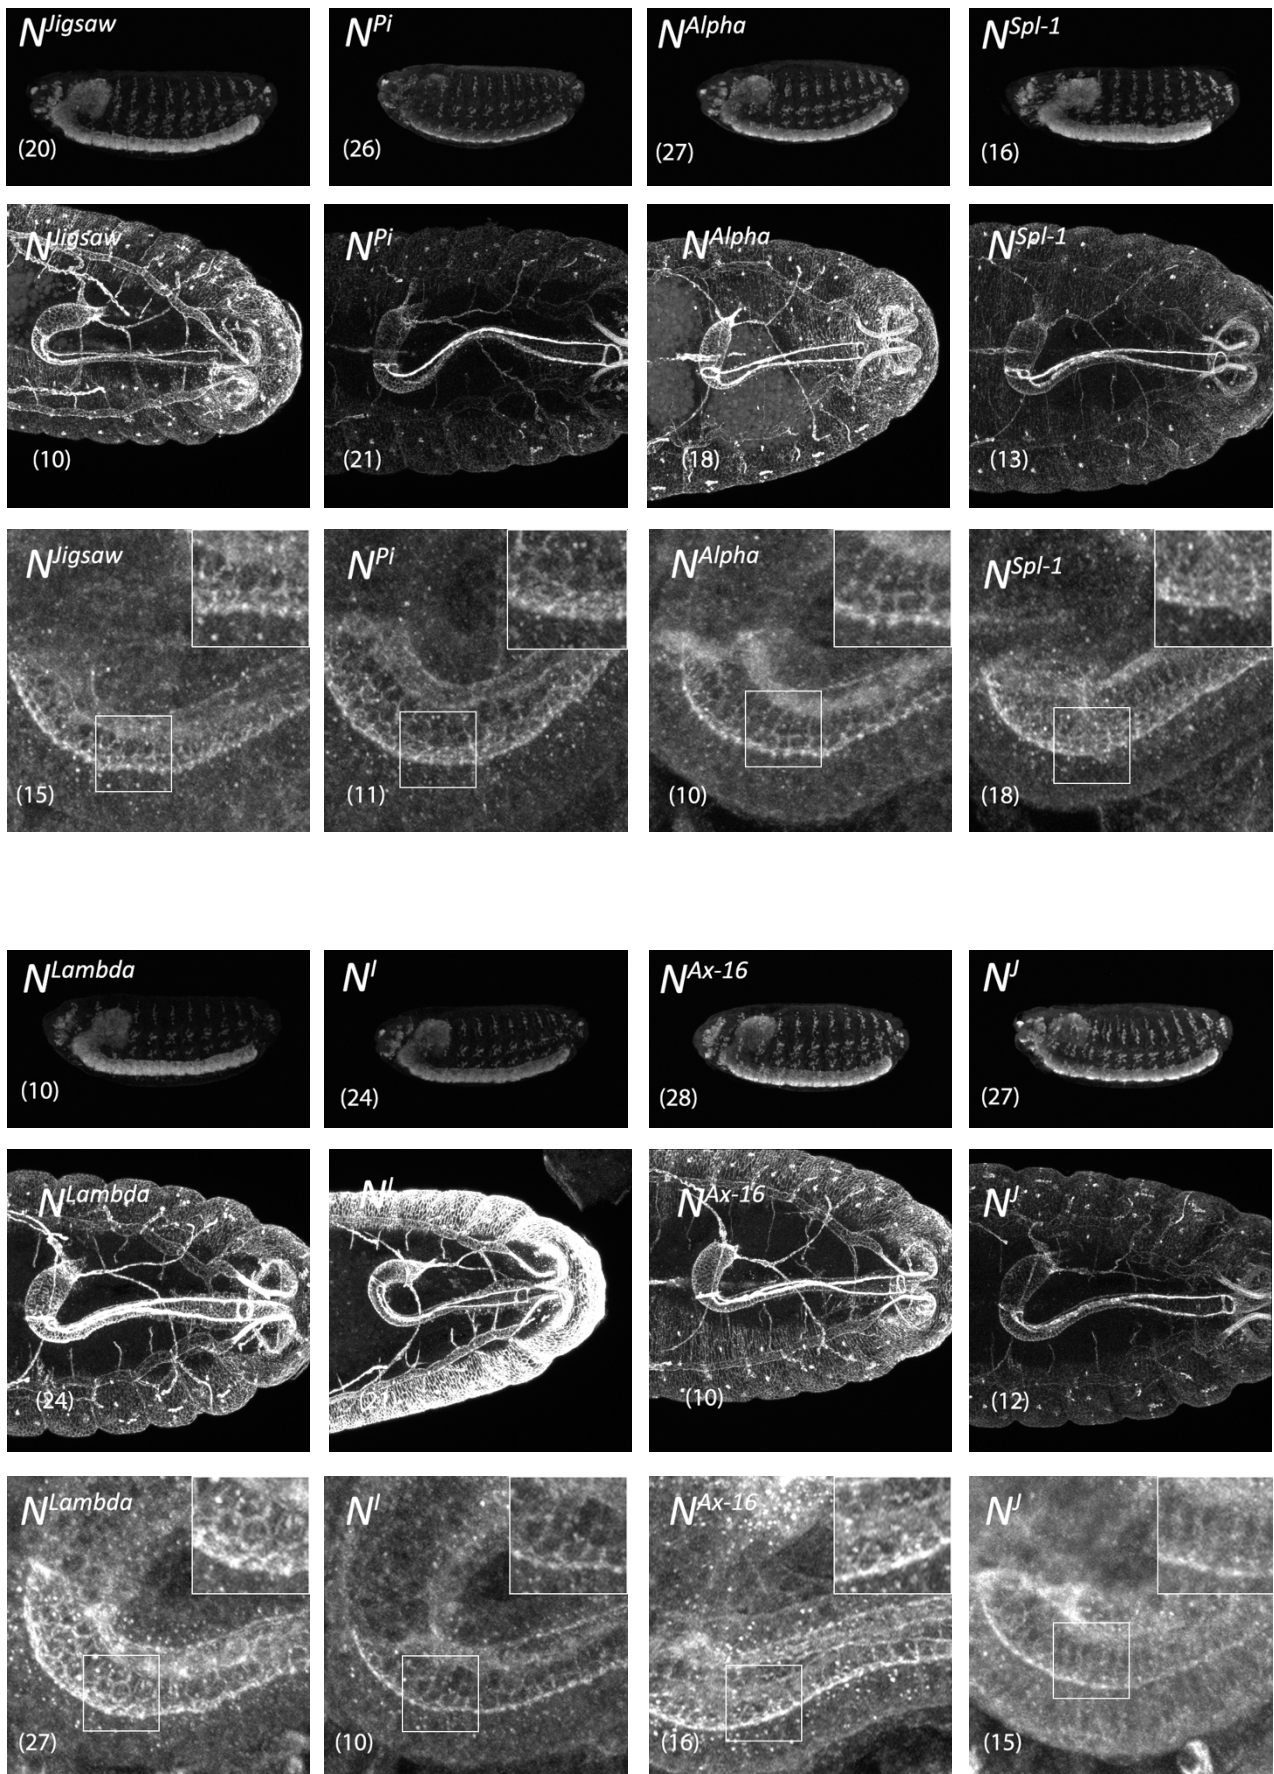 N^Jigsaw N^Pi N^Alpha N^Spl-1
(20) (26) (27) (16)
N^Jigsaw N^Pi N^Alpha N^Spl-1
(10) (21) (18) (13)
N^Jigsaw N^Pi N^Alpha N^Spl-1
(15) (11) (10) (18)
N^Lambda N^I N^Ax-16 N^J
(10) (24) (28) (27)
N^Lambda N^I N^Ax-16 N^J
(24) (21) (10) (12)
N^Lambda N^I N^Ax-16 N^J
(27) (10) (16) (15)